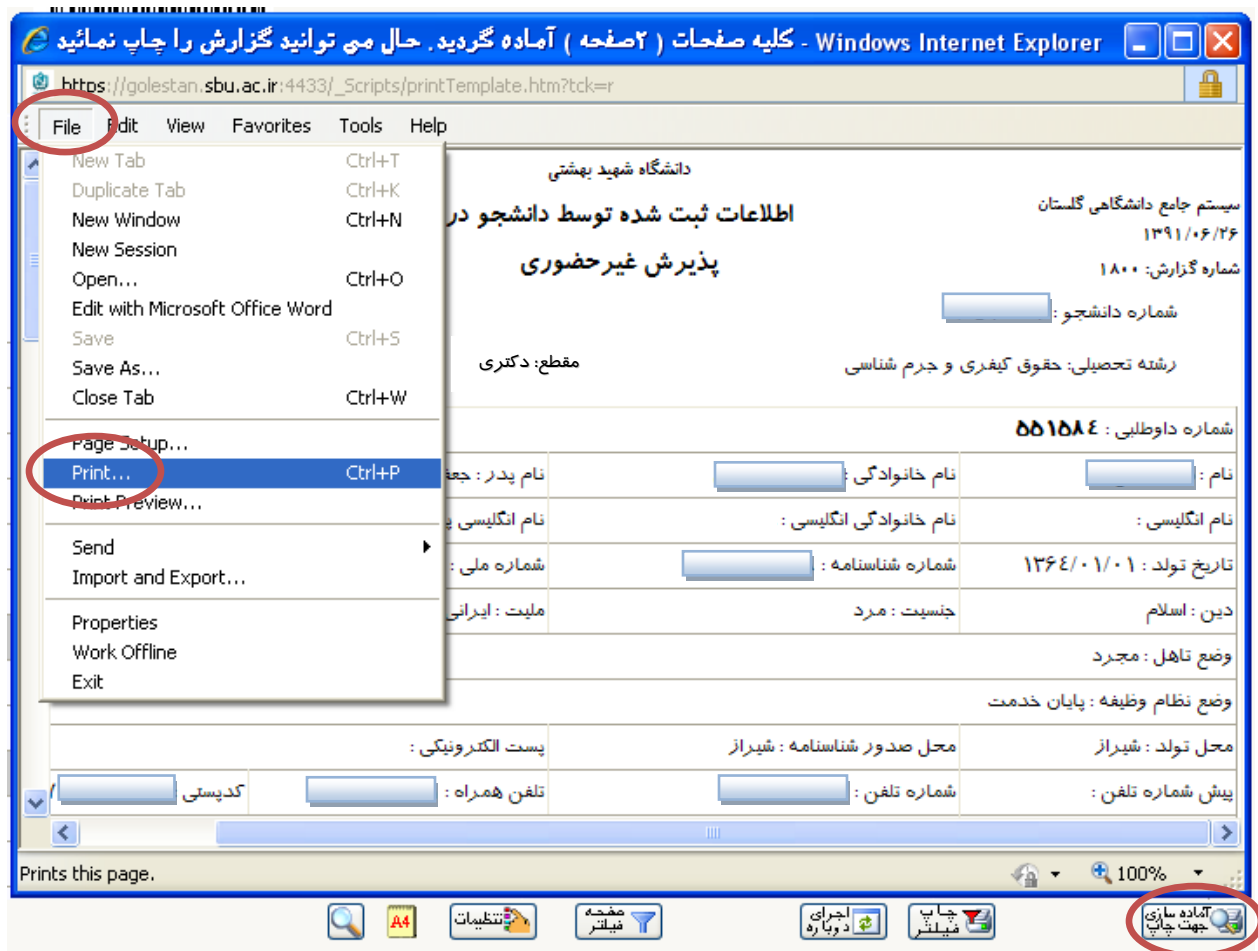 کلیه صفحات ( ۲صفحه ) آماده گردید. حال می توانید گزارش را چاپ نمائید - Windows Internet Explorer
https://golestan.sbu.ac.ir:4433/_Scripts/printTemplate.htm?tck=r
File Edit View Favorites Tools Help
New Tab Ctrl+T
Duplicate Tab Ctrl+K
New Window Ctrl+N
New Session
Open... Ctrl+O
Edit with Microsoft Office Word
Save Ctrl+S
Save As...
Close Tab Ctrl+W
Page Setup...
Print... Ctrl+P
Print Preview...
Send
Import and Export...
Properties
Work Offline
Exit
دانشگاه شهید بهشتی
سیستم جامع دانشگاهی گلستان
اطلاعات ثبت شده توسط دانشجو در
۱۳۹۱/۰۶/۲۶
پذیرش غیرحضوری
شماره گزارش: ۱۸۰۰
شماره دانشجو :
رشته تحصیلی: حقوق کیفری و جرم شناسی مقطع: دکتری
شماره داوطلبی : ۵۵۱۵۸٤
نام : نام خانوادگی : نام پدر :
نام انگلیسی : نام خانوادگی انگلیسی : نام انگلیسی
تاریخ تولد : ۱۳۶٤/۰۱/۰۱ شماره شناسنامه : شماره ملی :
دین : اسلام جنسیت : مرد ملیت : ایرانی
وضع تاهل : مجرد
وضع نظام وظیفه : پایان خدمت
محل تولد : شیراز محل صدور شناسنامه : شیراز پست الکترونیکی :
پیش شماره تلفن : شماره تلفن : تلفن همراه : کدپستی
Prints this page. 100%
آماده سازی جهت چاپ چاپ فیلتر اجرای دوباره صفحه فیلتر تنظیمات A4